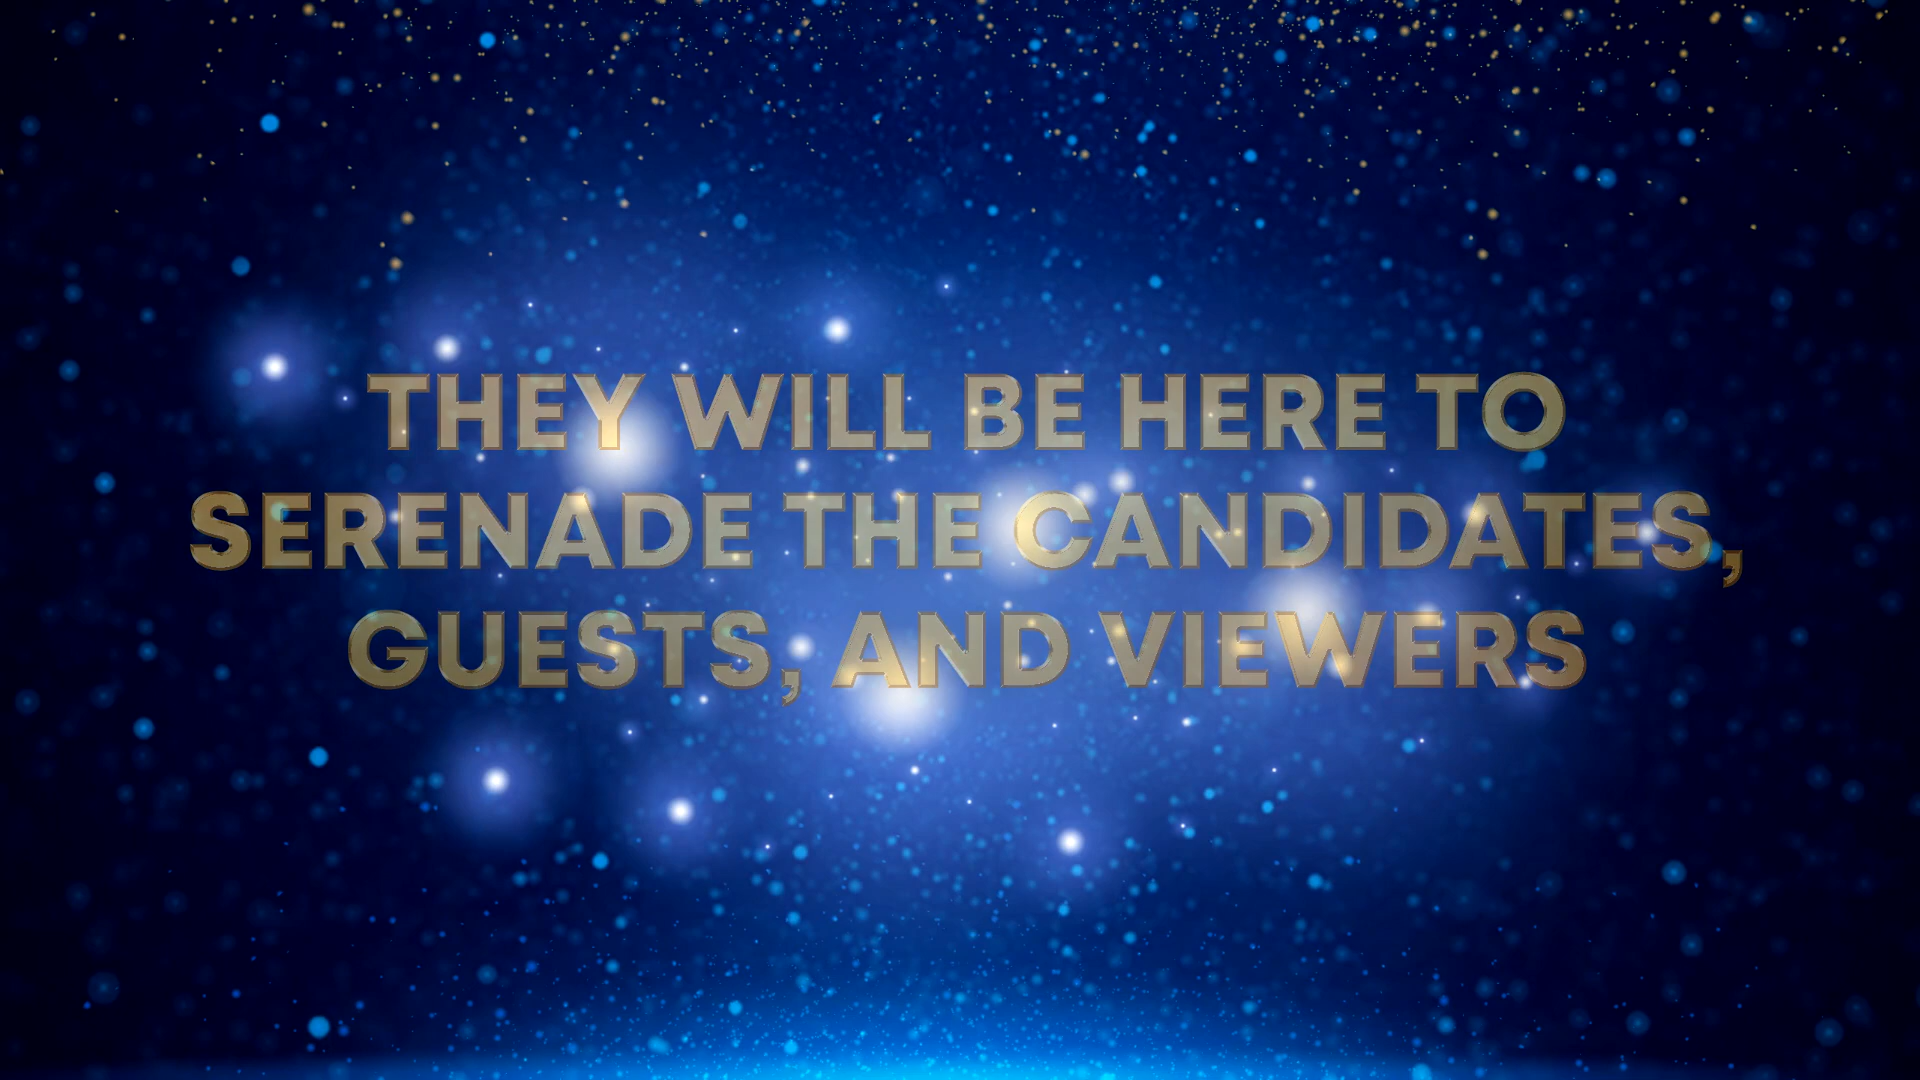 THEY WILL BE HERE TO
SERENADE THE CANDIDATES,
GUESTS, AND VIEWERS